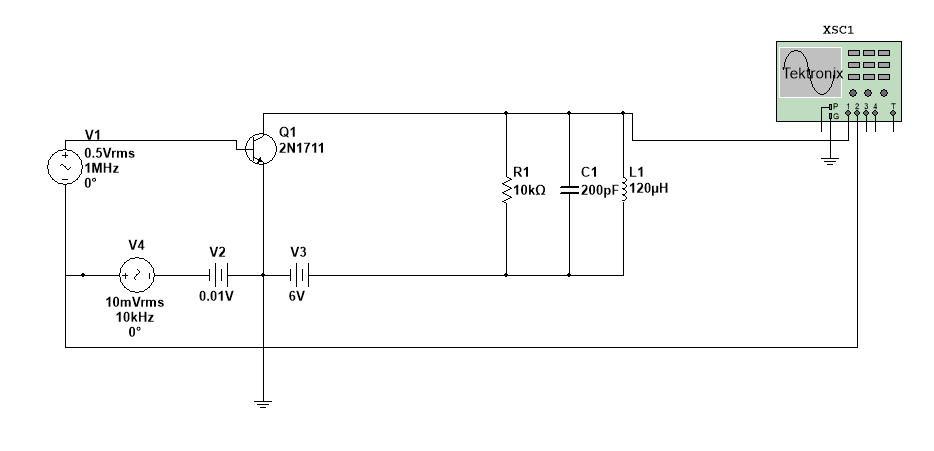 XSC1
Tektronix
P
G
1 2 3 4 T
V1
0.5Vrms
1MHz
0°
Q1
2N1711
R1
10kΩ
C1
200pF
L1
120µH
V4
10mVrms
10kHz
0°
V2
0.01V
V3
6V